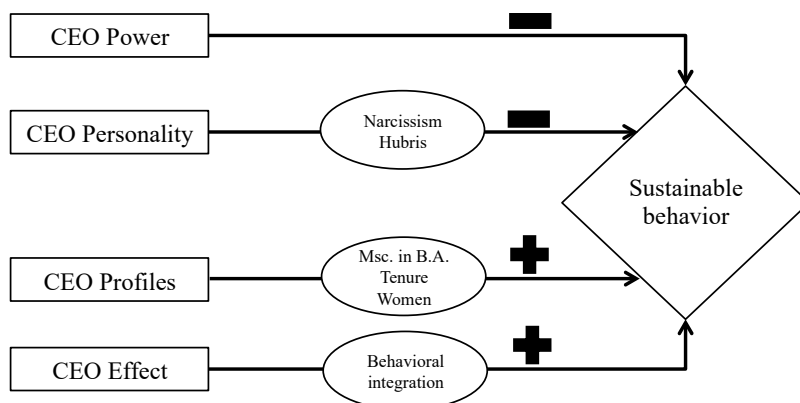 CEO Power
CEO Personality
Narcissism
Hubris
Sustainable
behavior
CEO Profiles
Msc. in B.A.
Tenure
Women
CEO Effect
Behavioral
integration